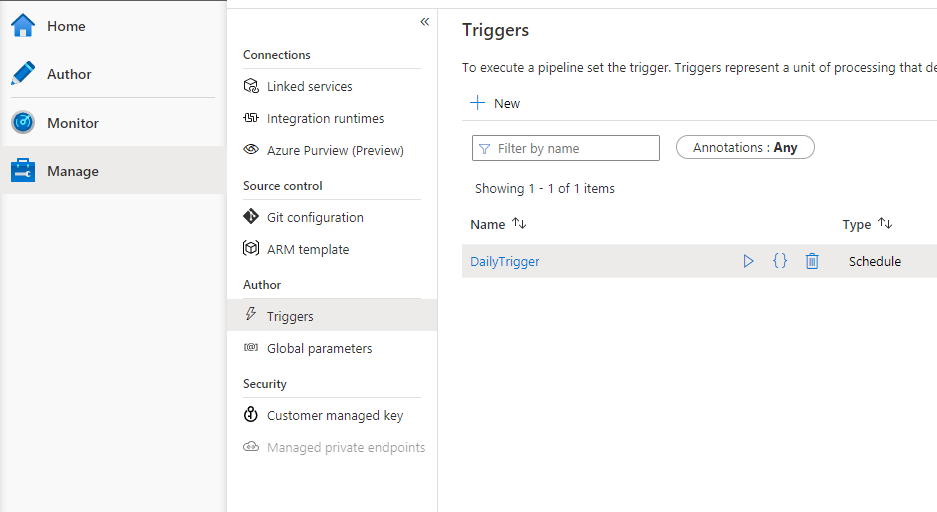 Home
Author
Monitor
Manage
Connections
Linked services
Integration runtimes
Azure Purview (Preview)
Source control
Git configuration
ARM template
Author
Triggers
Global parameters
Security
Customer managed key
Managed private endpoints
Triggers
To execute a pipeline set the trigger. Triggers represent a unit of processing that de
New
Filter by name
Annotations : Any
Showing 1 - 1 of 1 items
Name Type
DailyTrigger {} Schedule